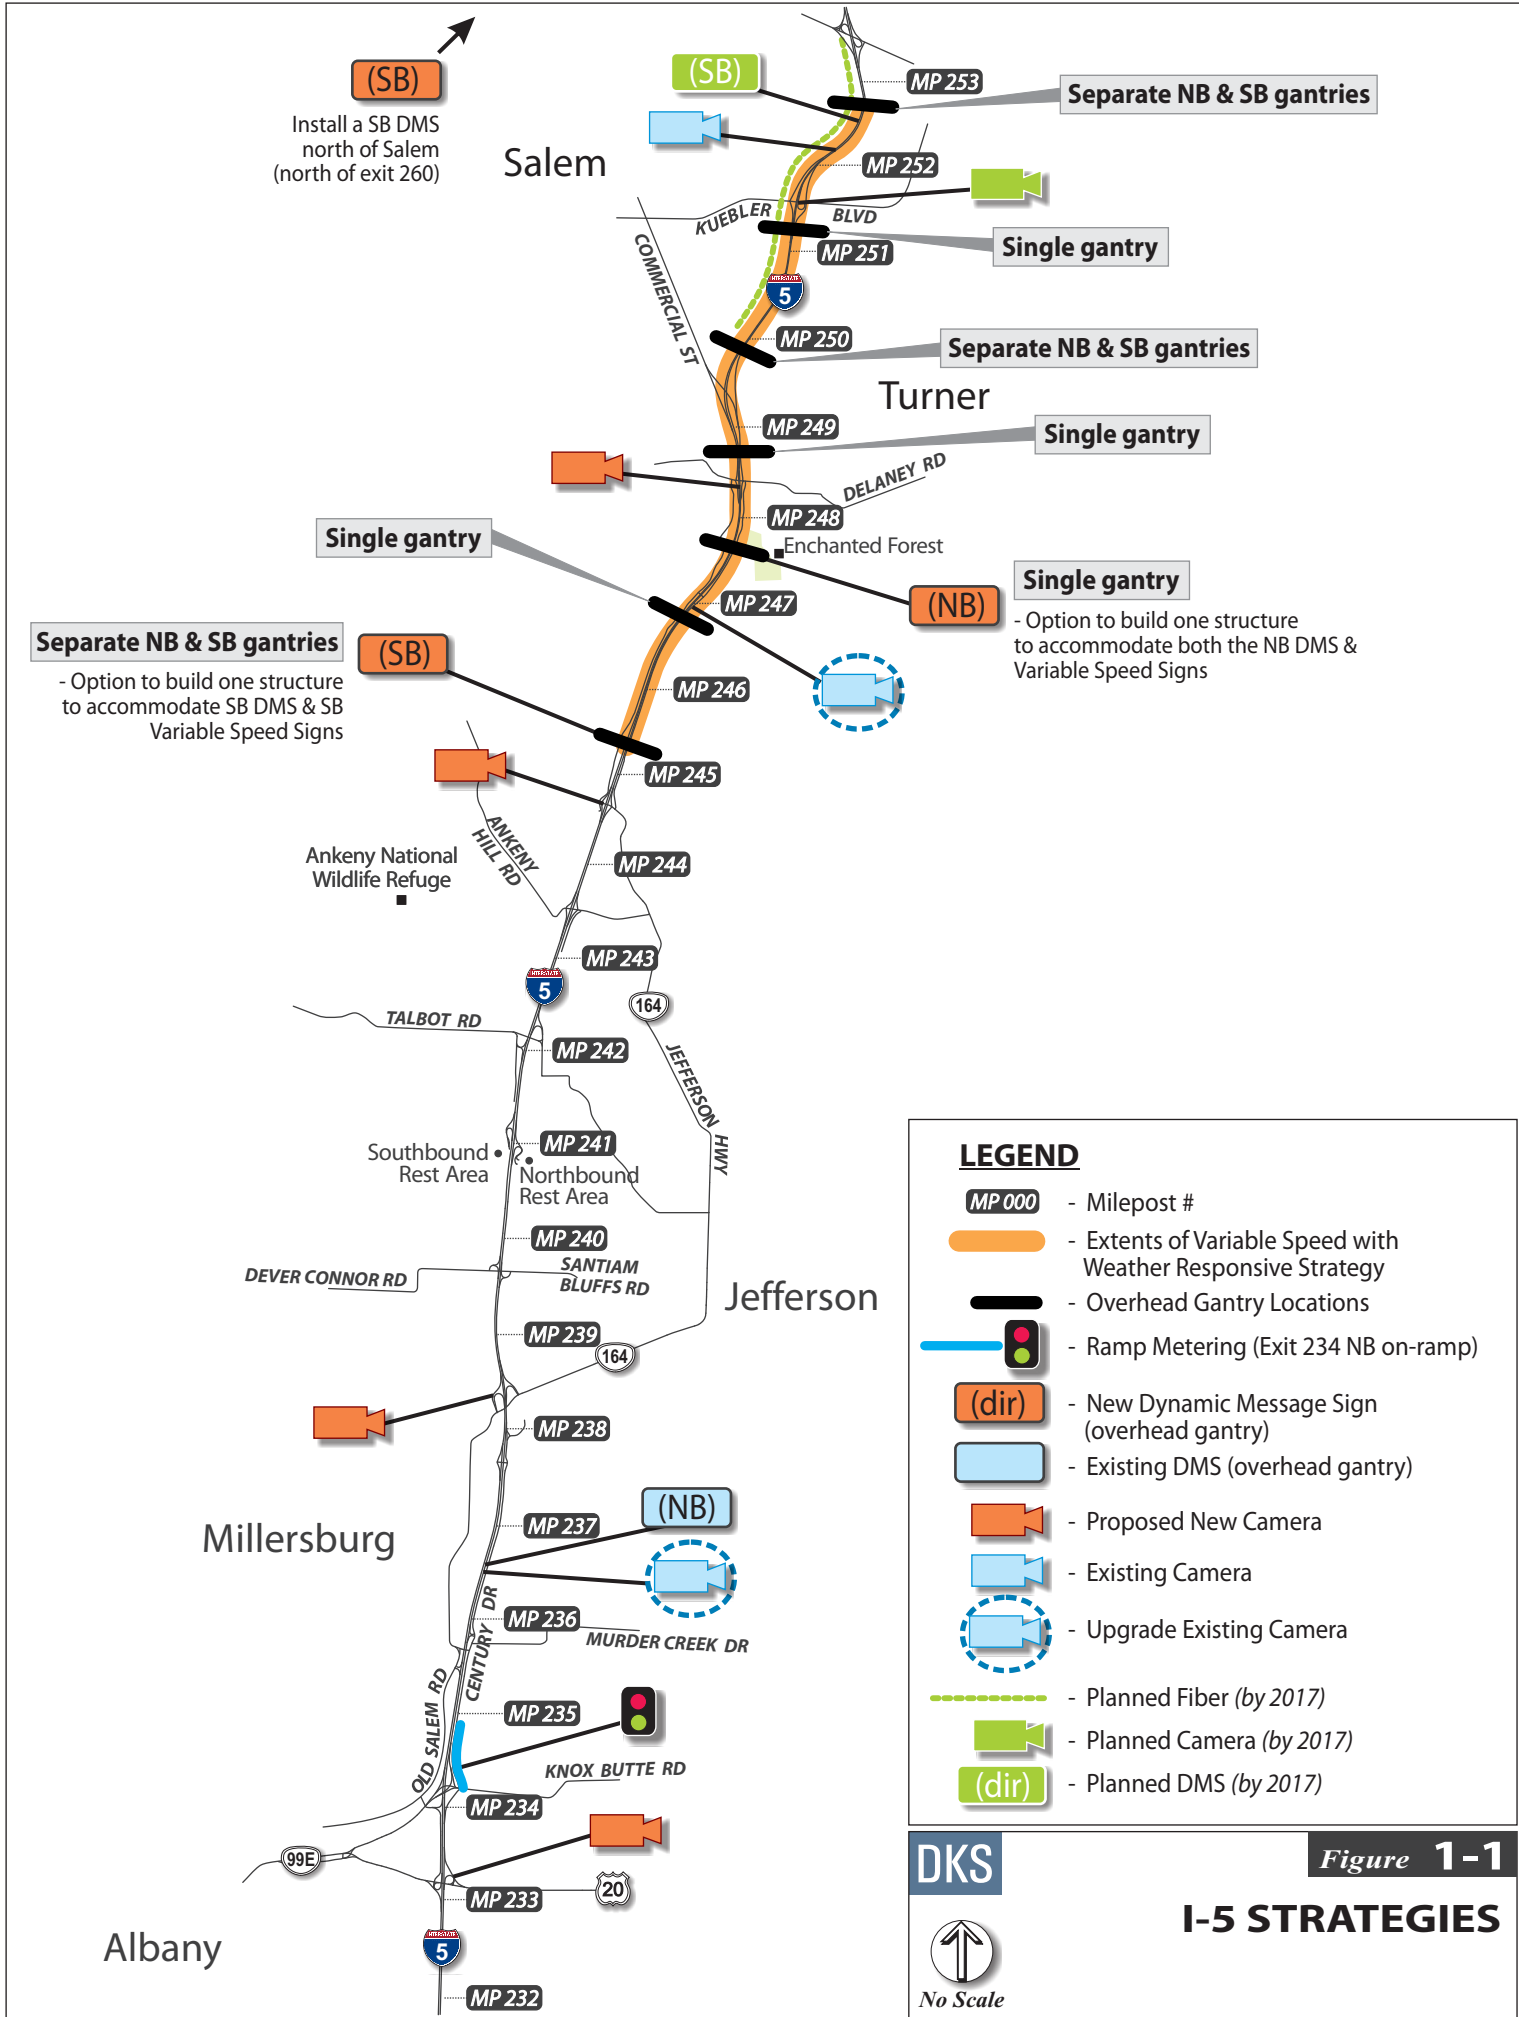 (SB)
Install a SB DMS
north of Salem
(north of exit 260)
Salem
(SB)
MP 253
Separate NB & SB gantries
MP 252
KUEBLER BLVD
COMMERCIAL ST
MP 251
Single gantry
INTERSTATE
5
MP 250
Separate NB & SB gantries
Turner
MP 249
Single gantry
DELANEY RD
MP 248
Single gantry
Enchanted Forest
(NB)
Single gantry
- Option to build one structure
to accommodate both the NB DMS &
Variable Speed Signs
MP 247
Separate NB & SB gantries
- Option to build one structure
to accommodate SB DMS & SB
Variable Speed Signs
(SB)
MP 246
MP 245
ANKENY
HILL RD
Ankeny National
Wildlife Refuge
MP 244
MP 243
INTERSTATE
5
164
TALBOT RD
MP 242
JEFFERSON HWY
MP 241
Southbound
Rest Area
Northbound
Rest Area
MP 240
DEVER CONNOR RD
SANTIAM
BLUFFS RD
Jefferson
MP 239
164
MP 238
Millersburg
MP 237
(NB)
CENTURY DR
MP 236
MURDER CREEK DR
OLD SALEM RD
MP 235
KNOX BUTTE RD
MP 234
99E
20
MP 233
Albany
INTERSTATE
5
MP 232
LEGEND
MP 000 - Milepost #
- Extents of Variable Speed with
Weather Responsive Strategy
- Overhead Gantry Locations
- Ramp Metering (Exit 234 NB on-ramp)
(dir) - New Dynamic Message Sign
(overhead gantry)
- Existing DMS (overhead gantry)
- Proposed New Camera
- Existing Camera
- Upgrade Existing Camera
- Planned Fiber (by 2017)
- Planned Camera (by 2017)
(dir) - Planned DMS (by 2017)
DKS
Figure 1-1
I-5 STRATEGIES
No Scale